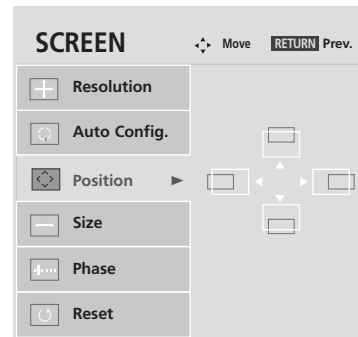 SCREEN Move RETURN Prev.
Resolution
Auto Config.
Position
Size
Phase
Reset